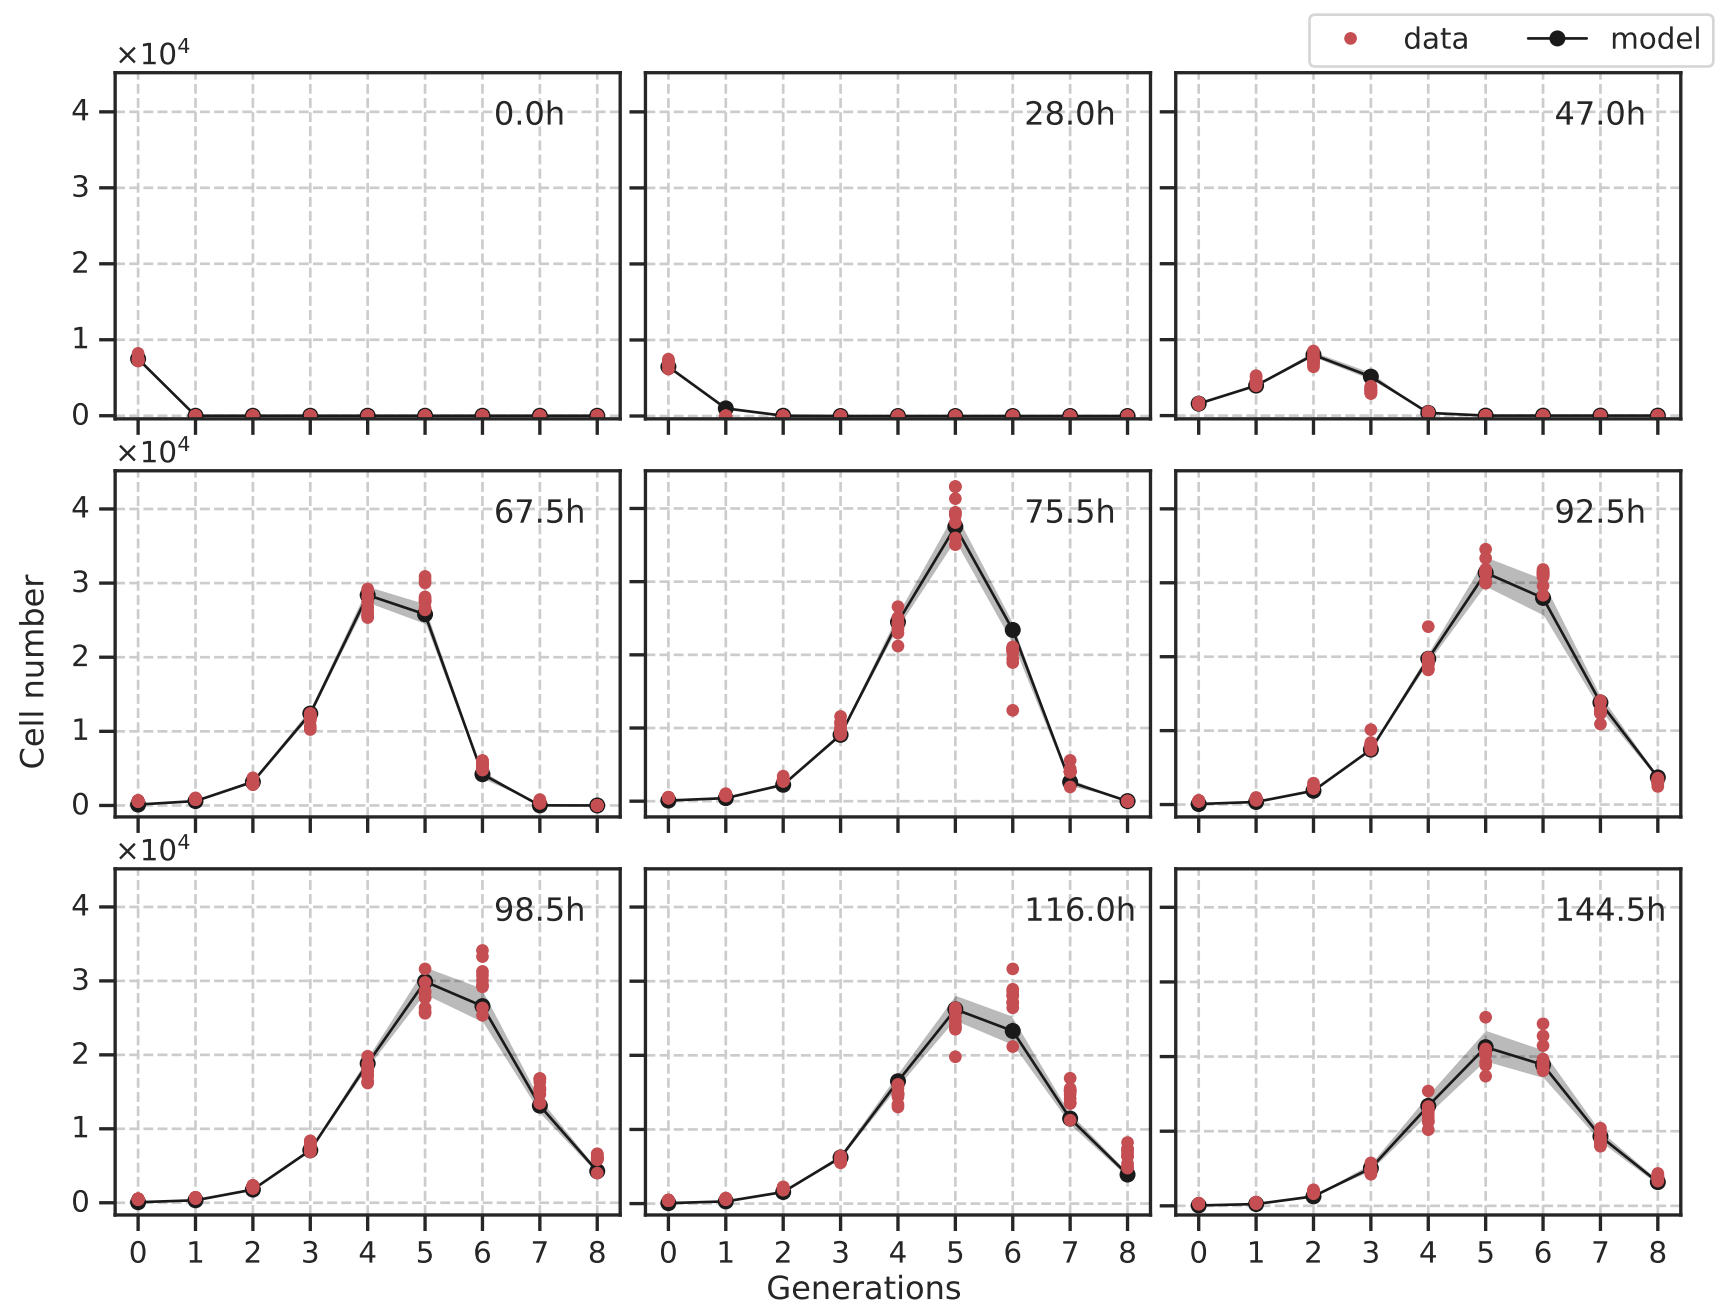 data model
×10⁴
4
3
2
1
0
0.0h
28.0h
47.0h
×10⁴
4
3
2
1
0
67.5h
75.5h
92.5h
×10⁴
4
3
2
1
0
98.5h
116.0h
144.5h
Cell number
0 1 2 3 4 5 6 7 8
0 1 2 3 4 5 6 7 8
0 1 2 3 4 5 6 7 8
Generations